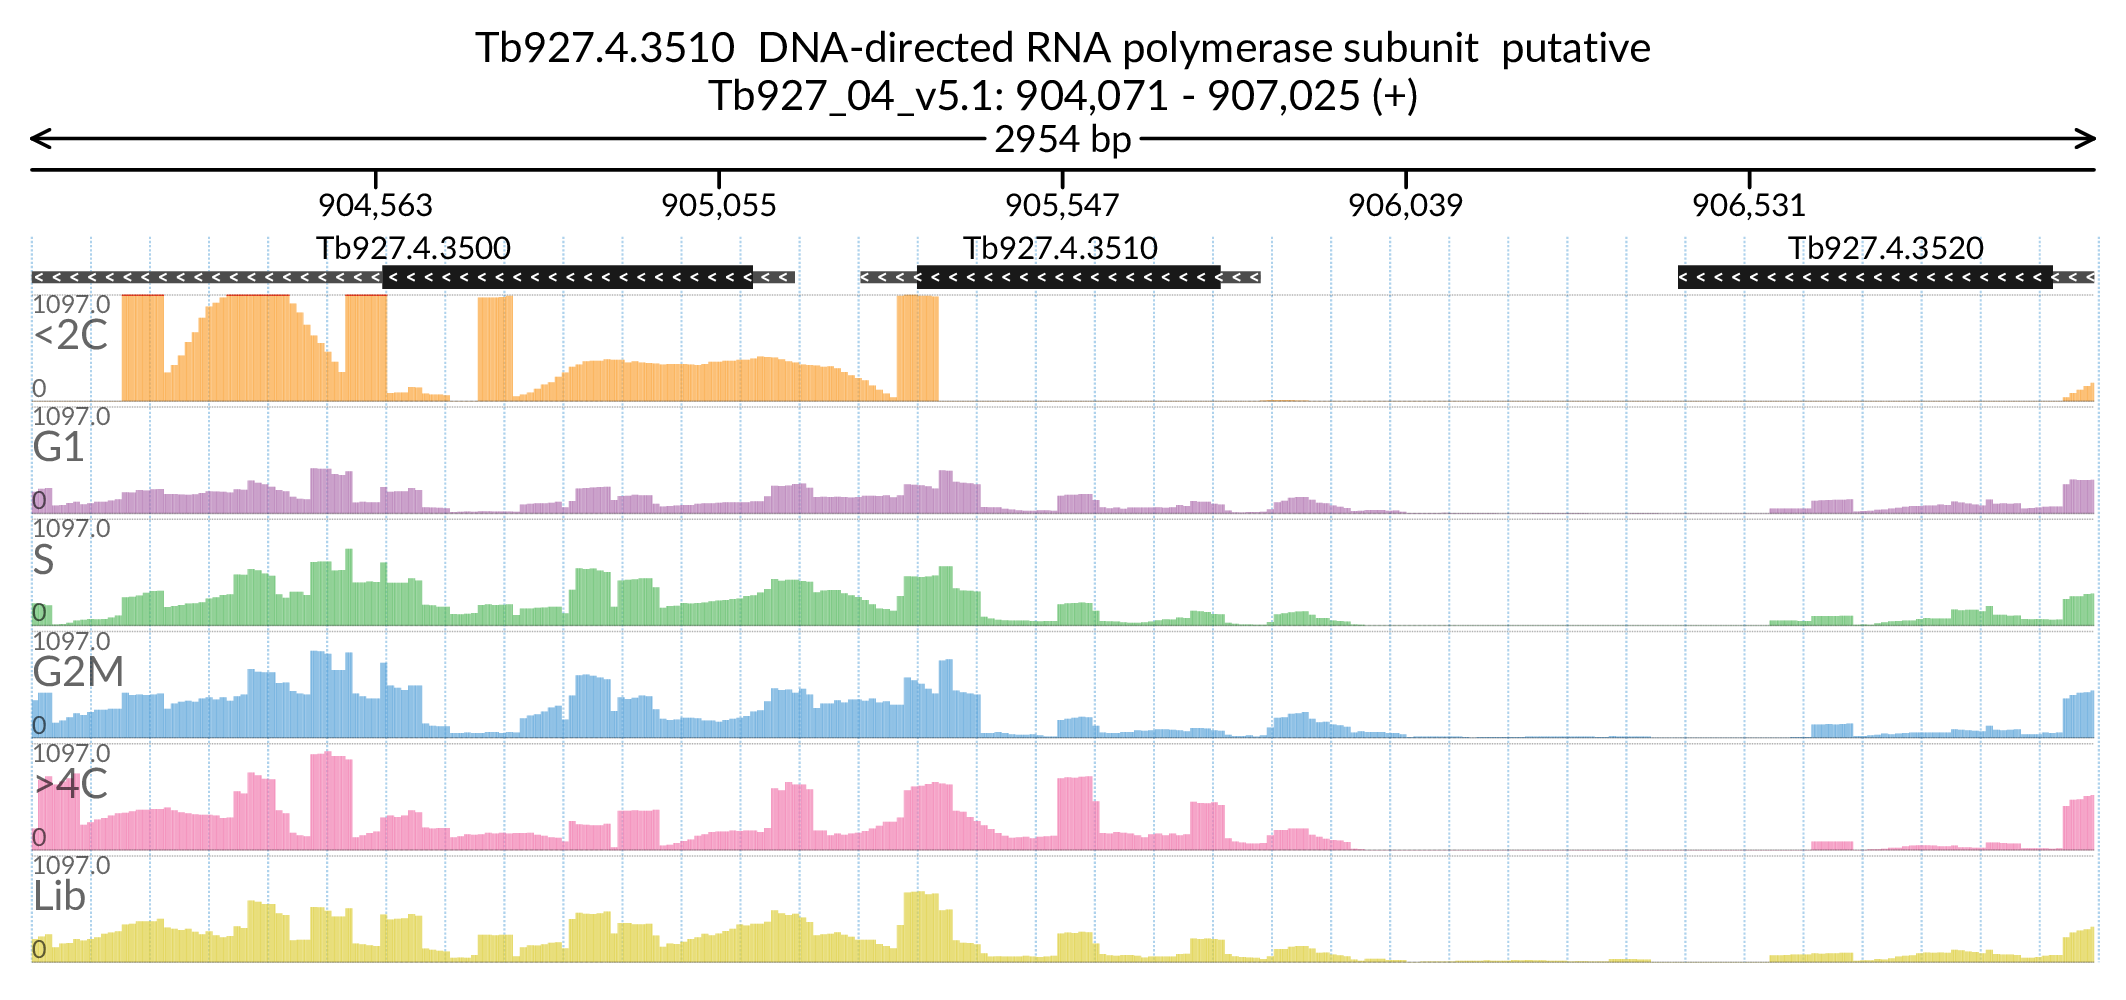 Tb927.4.3510  DNA-directed RNA polymerase subunit  putative
Tb927_04_v5.1: 904,071 - 907,025 (+)
2954 bp
904,563 905,055 905,547 906,039 906,531
Tb927.4.3500 Tb927.4.3510 Tb927.4.3520
1097.0
<2C
0
1097.0
G1
0
1097.0
S
0
1097.0
G2M
0
1097.0
>4C
0
1097.0
Lib
0